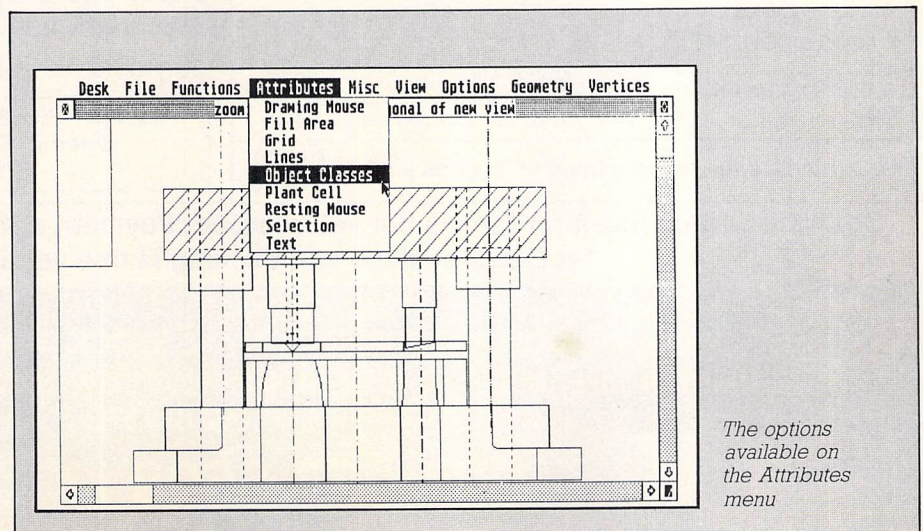 Desk File Functions Attributes Misc View Options Geometry Vertices
zoom ional of new view
Drawing Mouse
Fill Area
Grid
Lines
Object Classes
Plant Cell
Resting Mouse
Selection
Text
The options
available on
the Attributes
menu